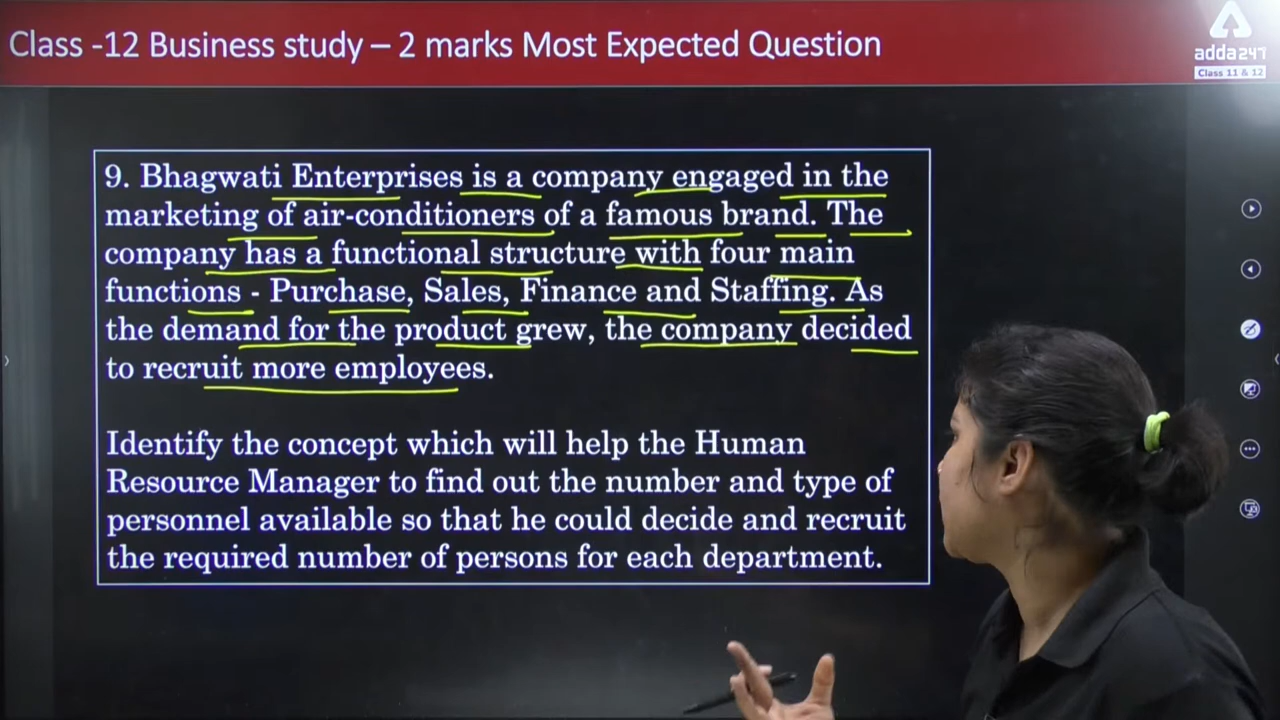 Class -12 Business study – 2 marks Most Expected Question
adda247
Class 11 & 12
9. Bhagwati Enterprises is a company engaged in the
marketing of air-conditioners of a famous brand. The
company has a functional structure with four main
functions - Purchase, Sales, Finance and Staffing. As
the demand for the product grew, the company decided
to recruit more employees.
Identify the concept which will help the Human
Resource Manager to find out the number and type of
personnel available so that he could decide and recruit
the required number of persons for each department.